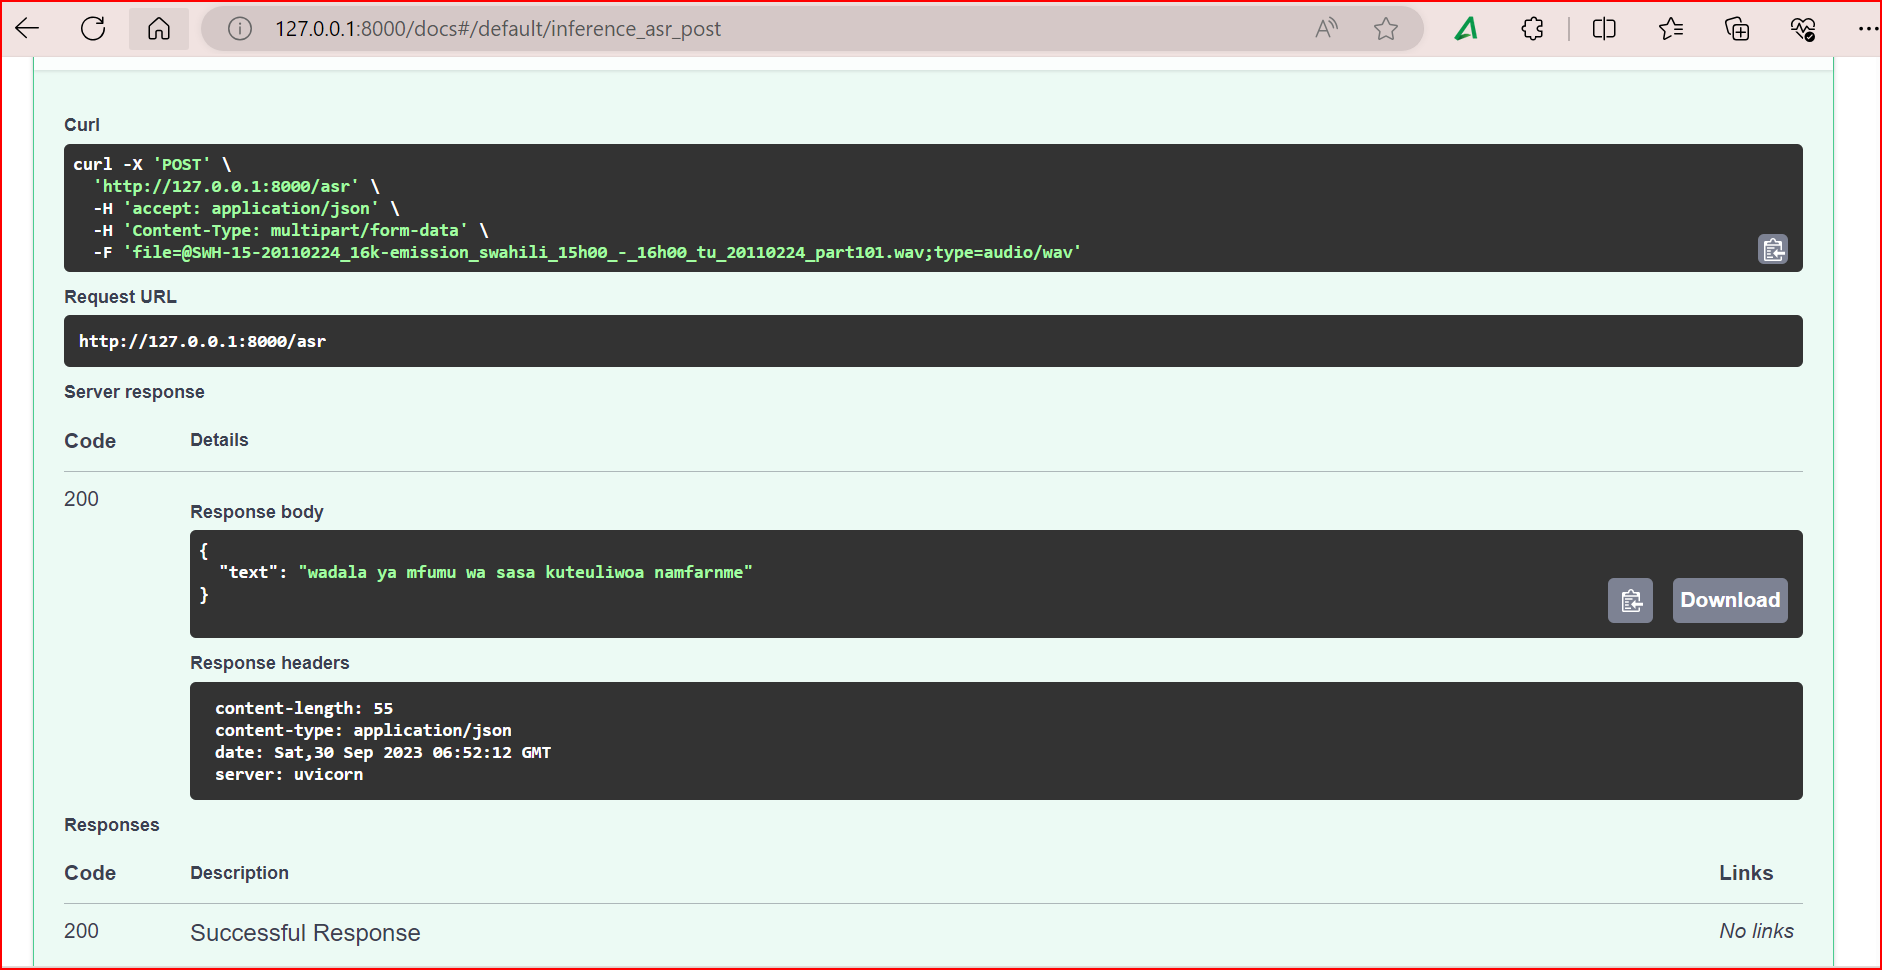 127.0.0.1:8000/docs#/default/inference_asr_post
Curl
curl -X 'POST' \
'http://127.0.0.1:8000/asr' \
-H 'accept: application/json' \
-H 'Content-Type: multipart/form-data' \
-F 'file=@SWH-15-20110224_16k-emission_swahili_15h00_-_16h00_tu_20110224_part101.wav;type=audio/wav'
Request URL
http://127.0.0.1:8000/asr
Server response
Code Details
200
Response body
{
"text": "wadala ya mfumu wa sasa kuteuliwoa namfarnme"
}
Download
Response headers
content-length: 55
content-type: application/json
date: Sat,30 Sep 2023 06:52:12 GMT
server: uvicorn
Responses
Code Description Links
200 Successful Response No links